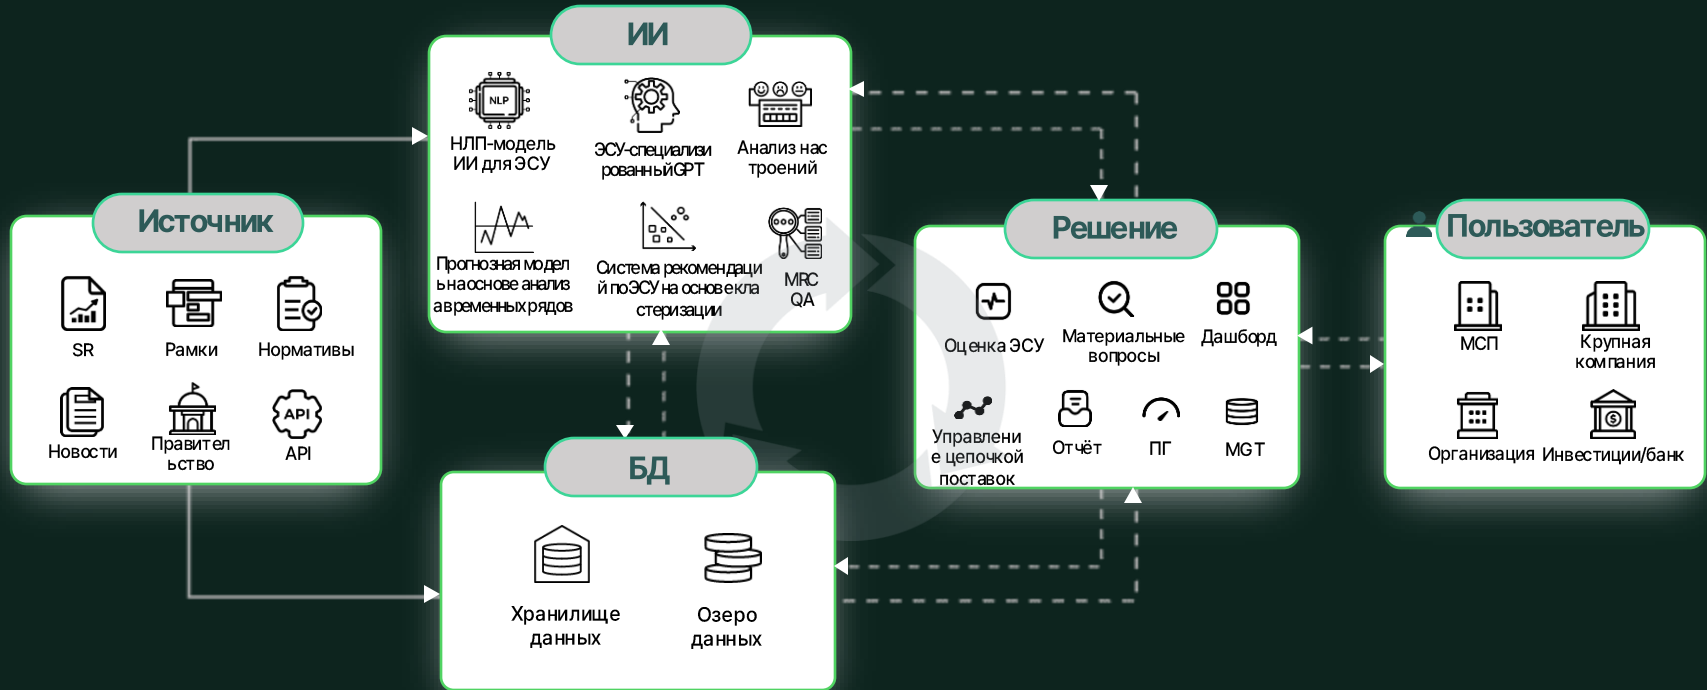 ИИ
NLP
НЛП-модель
ИИ для ЭСУ
ЭСУ-специализи
рованный GPT
Анализ нас
троений
Прогнозная модел
ь на основе анализ
а временных рядов
Система рекомендаци
й по ЭСУ на основе кла
стеризации
MRC
QA
Источник
SR
Рамки
Нормативы
Новости
Правител
ьство
API
API
БД
Хранилище
данных
Озеро
данных
Решение
Оценка ЭСУ
Материальные
вопросы
Дашборд
Управлени
е цепочкой
поставок
Отчёт
ПГ
MGT
Пользователь
МСП
Крупная
компания
Организация
Инвестиции/банк